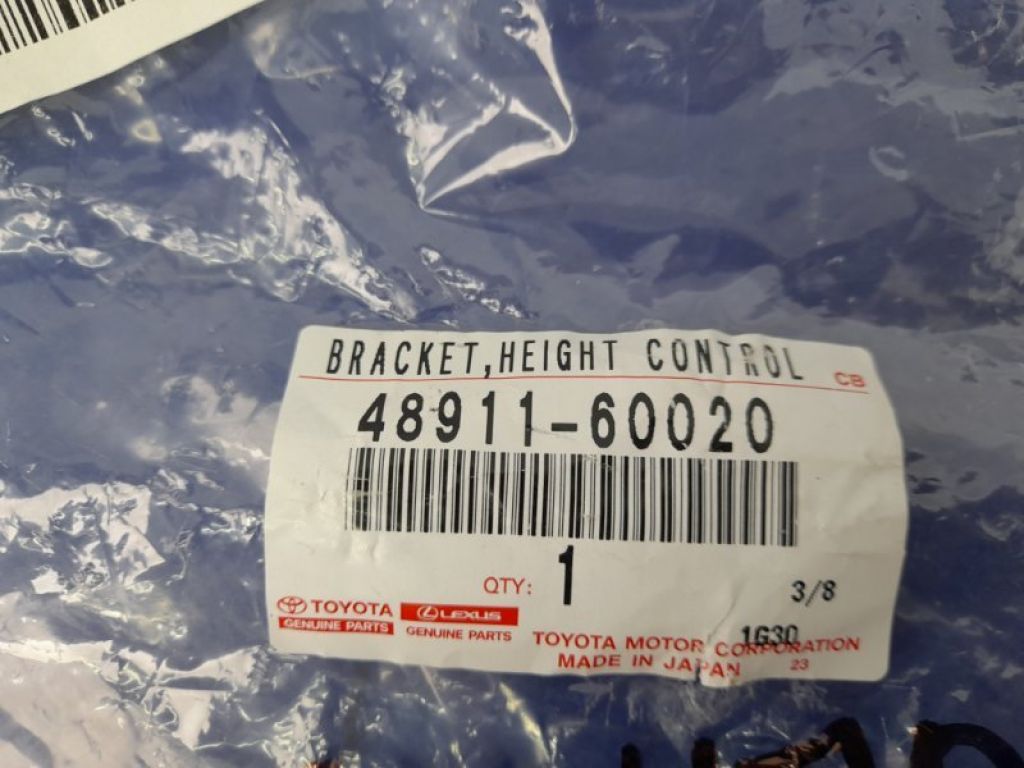 BRACKET,HEIGHT CONTROL
CB
48911-60020
QTY: 1
3/8
TOYOTA LEXUS
GENUINE PARTS GENUINE PARTS
1G30
TOYOTA MOTOR CORPORATION
MADE IN JAPAN 23